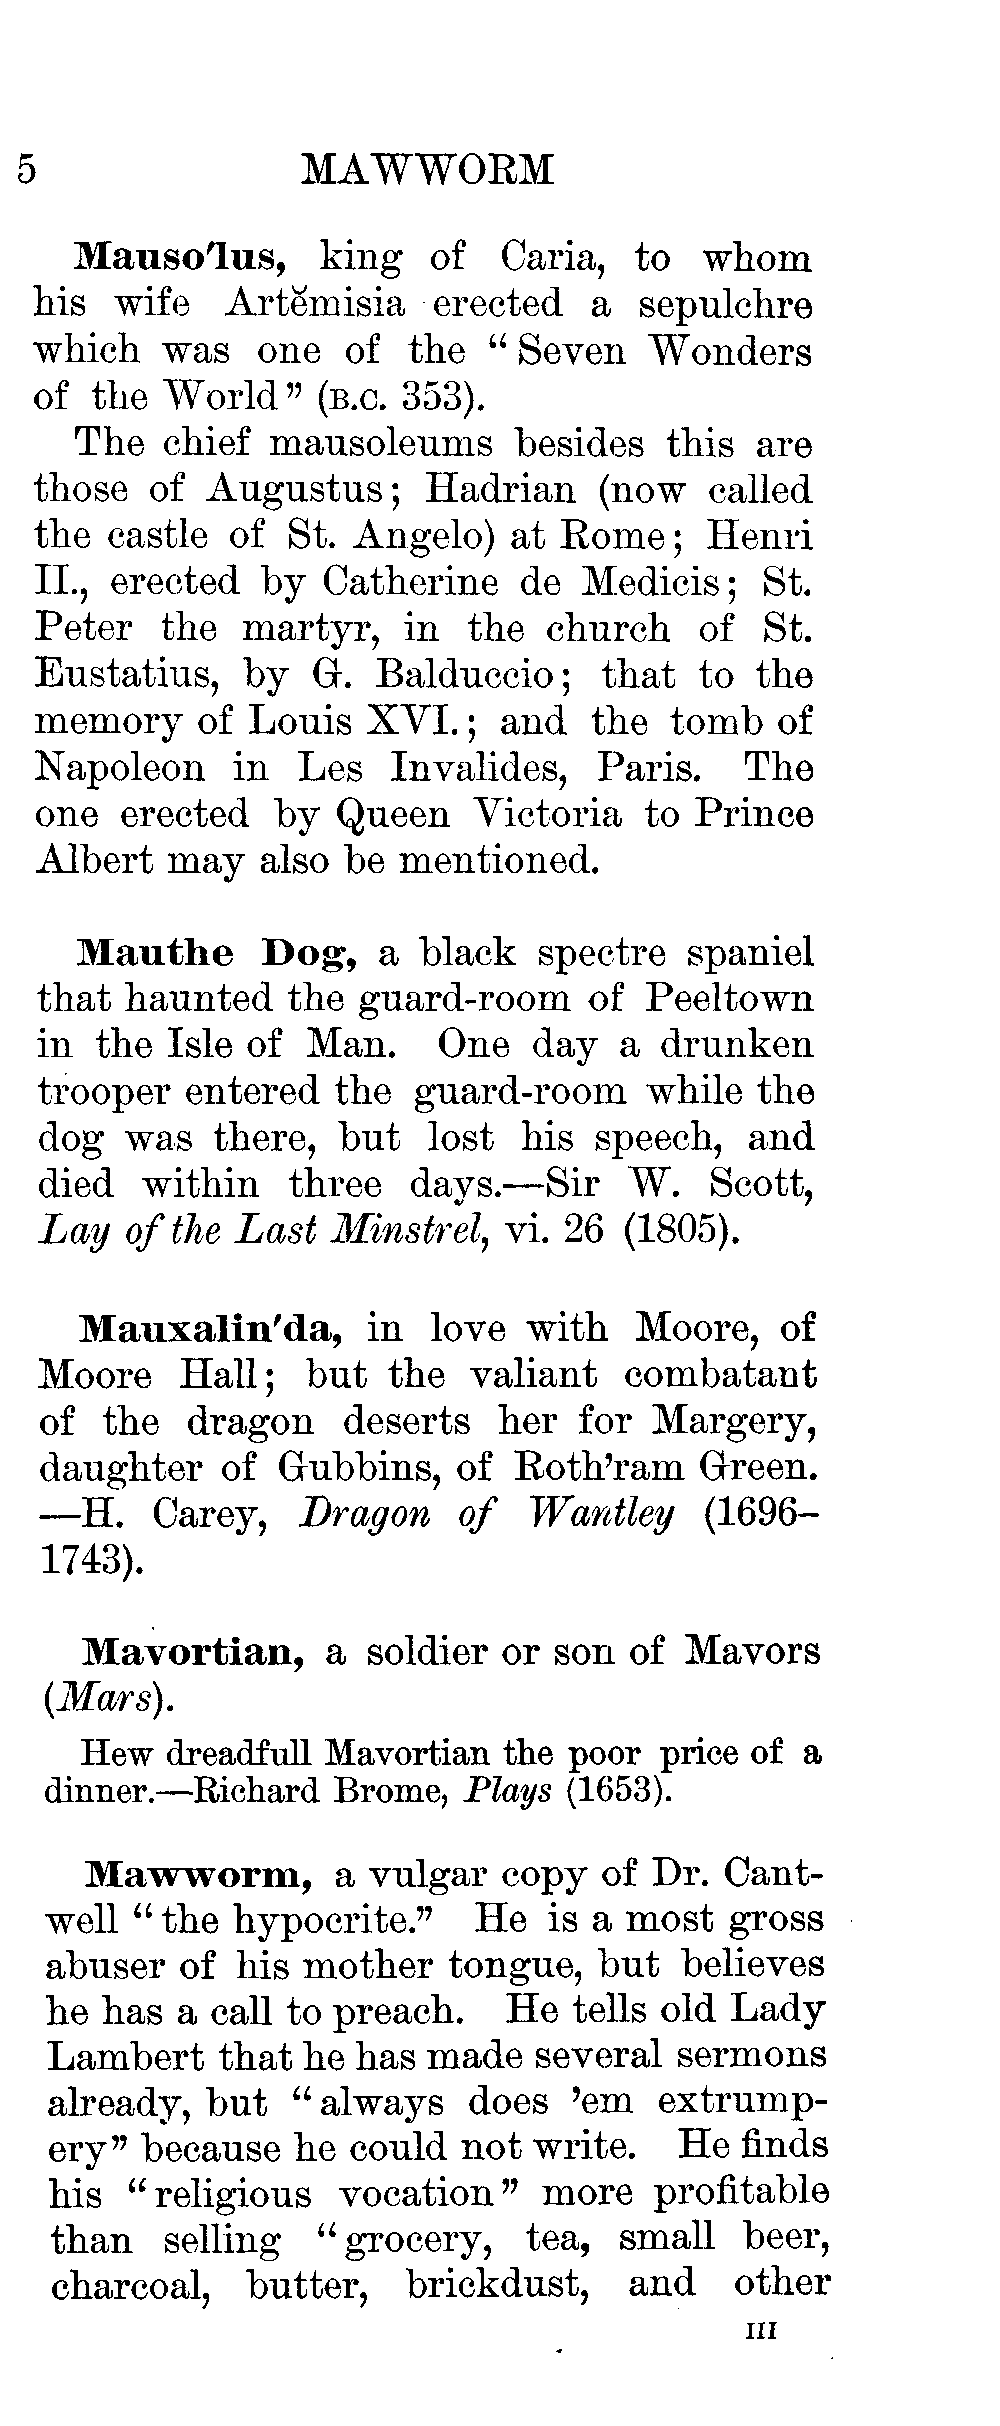 5 MAWWORM
Mauso'lus, king of Caria, to whom
his wife Artĕmisia erected a sepulchre
which was one of the “Seven Wonders
of the World” (B.C. 353).
The chief mausoleums besides this are
those of Augustus; Hadrian (now called
the castle of St. Angelo) at Rome; Henri
II., erected by Catherine de Medicis; St.
Peter the martyr, in the church of St.
Eustatius, by G. Balduccio; that to the
memory of Louis XVI.; and the tomb of
Napoleon in Les Invalides, Paris. The
one erected by Queen Victoria to Prince
Albert may also be mentioned.
Mauthe Dog, a black spectre spaniel
that haunted the guard-room of Peeltown
in the Isle of Man. One day a drunken
trooper entered the guard-room while the
dog was there, but lost his speech, and
died within three days.—Sir W. Scott,
Lay of the Last Minstrel, vi. 26 (1805).
Mauxalin'da, in love with Moore, of
Moore Hall; but the valiant combatant
of the dragon deserts her for Margery,
daughter of Gubbins, of Roth’ram Green.
—H. Carey, Dragon of Wantley (1696–
1743).
Mavortian, a soldier or son of Mavors
(Mars).
Hew dreadfull Mavortian the poor price of a
dinner.—Richard Brome, Plays (1653).
Mawworm, a vulgar copy of Dr. Cant-
well “the hypocrite.” He is a most gross
abuser of his mother tongue, but believes
he has a call to preach. He tells old Lady
Lambert that he has made several sermons
already, but “always does ’em extrump-
ery” because he could not write. He finds
his “religious vocation” more profitable
than selling “grocery, tea, small beer,
charcoal, butter, brickdust, and other
III